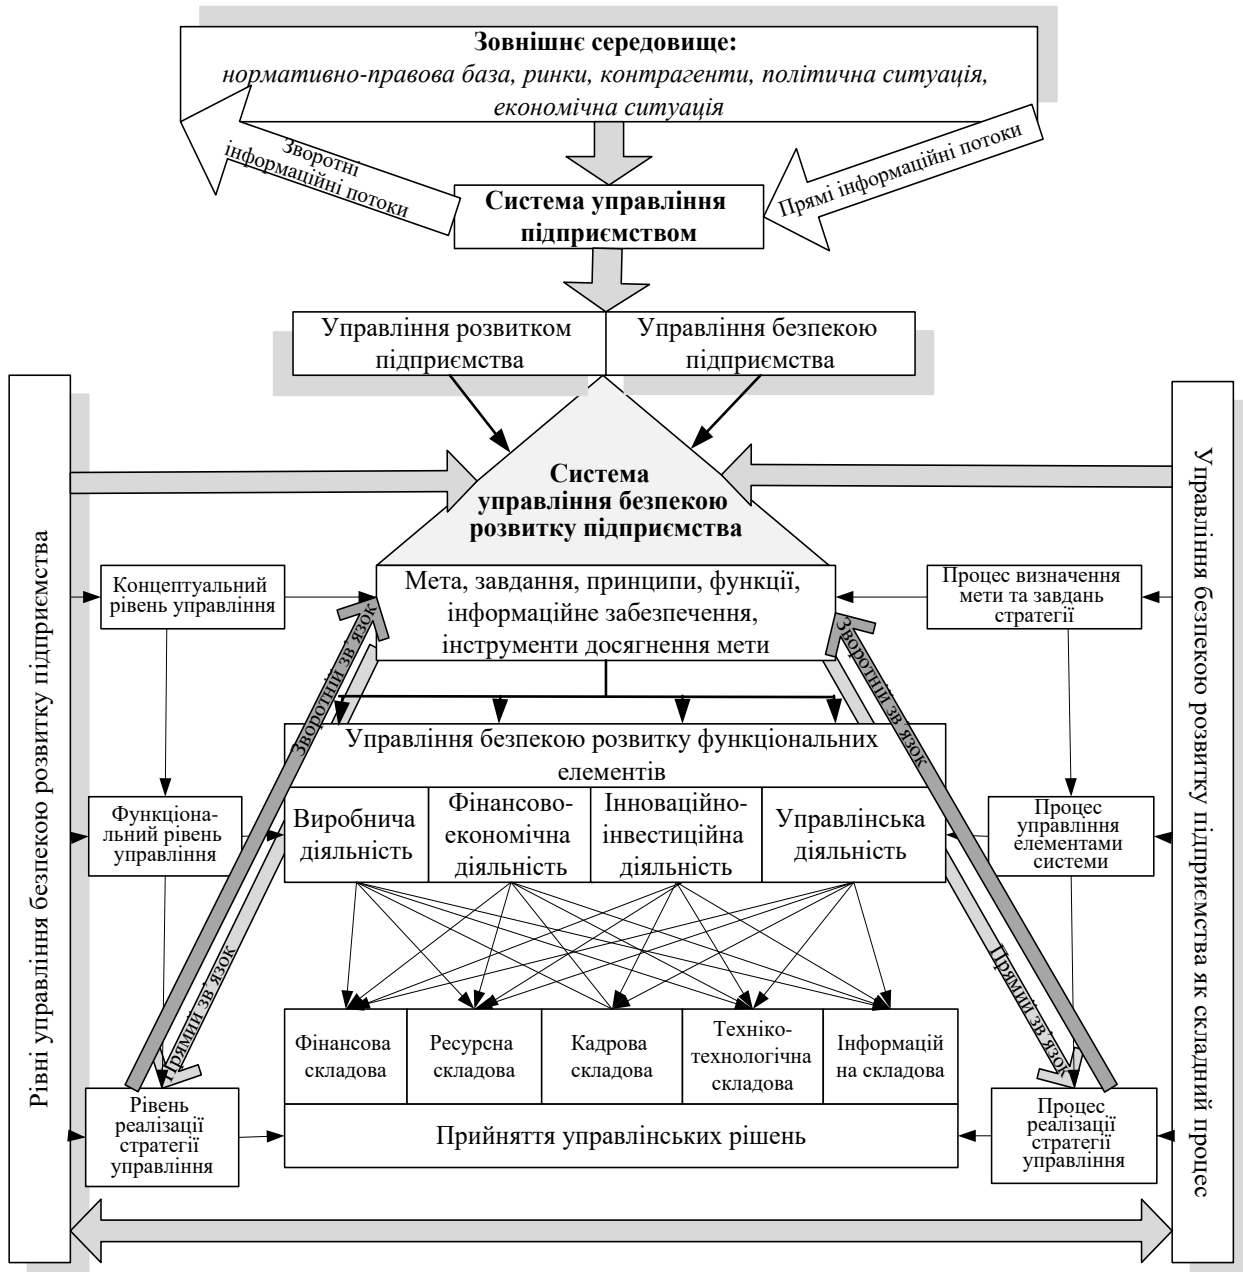 Зовнішнє середовище:
нормативно-правова база, ринки, контрагенти, політична ситуація,
економічна ситуація
Зворотні
інформаційні потоки
Прямі інформаційні потоки
Система управління
підприємством
Управління розвитком
підприємства
Управління безпекою
підприємства
Рівні управління безпекою розвитку підприємства
Управління безпекою розвитку підприємства як складний процес
Система
управління безпекою
розвитку підприємства
Концептуальний
рівень управління
Мета, завдання, принципи, функції,
інформаційне забезпечення,
інструменти досягнення мети
Процес визначення
мети та завдань
стратегії
Зворотній зв’язок
Зворотній зв’язок
Управління безпекою розвитку функціональних
елементів
Функціона-
льний рівень
управління
Виробнича
діяльність
Фінансово-
економічна
діяльність
Інноваційно-
інвестиційна
діяльність
Управлінська
діяльність
Процес
управління
елементами
системи
Прямий зв’язок
Прямий зв’язок
Фінансова
складова
Ресурсна
складова
Кадрова
складова
Техніко-
технологічна
складова
Інформацій
на складова
Рівень
реалізації
стратегії
управління
Прийняття управлінських рішень
Процес
реалізації
стратегії
управління